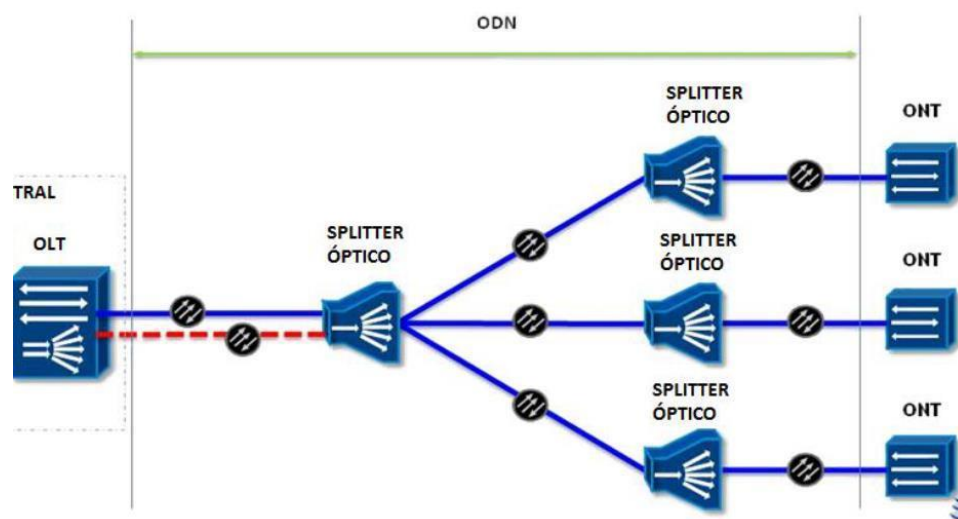 ODN
SPLITTER
ÓPTICO
ONT
TRAL
OLT
SPLITTER
ÓPTICO
SPLITTER
ÓPTICO
ONT
SPLITTER
ÓPTICO
ONT